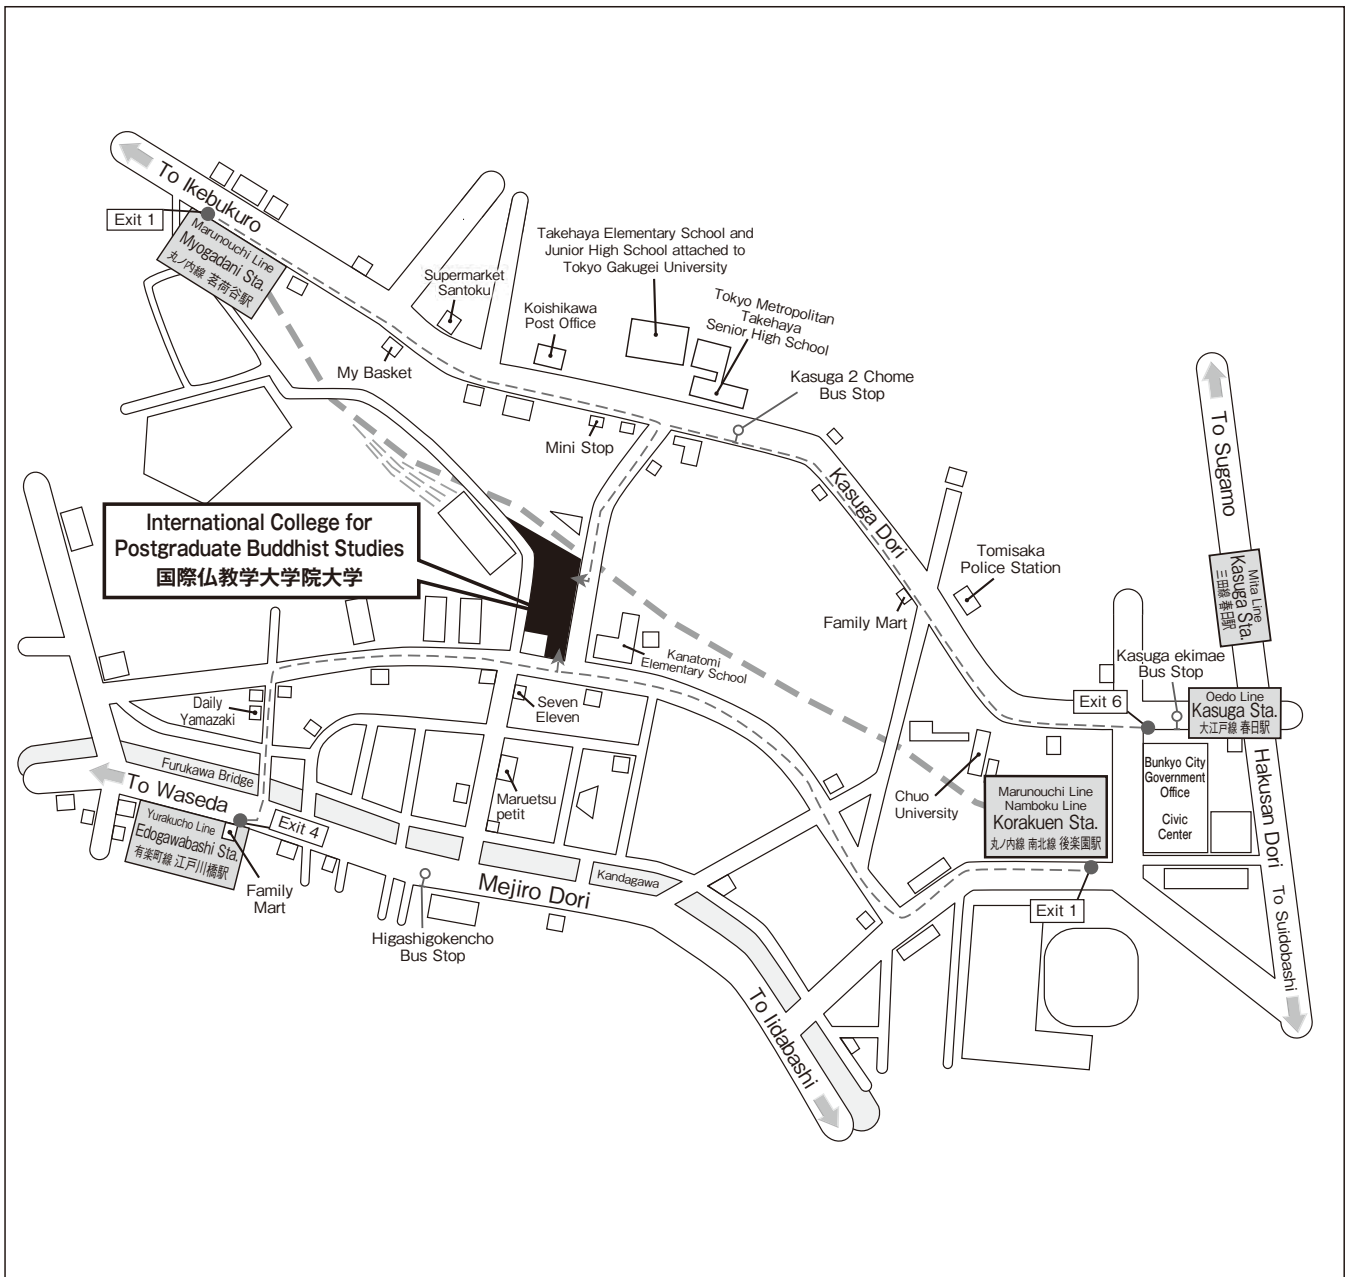 To Ikebukuro
Exit 1
Marunouchi Line
Myogadani Sta.
丸ノ内線 茗荷谷駅
Supermarket
Santoku
My Basket
Koishikawa
Post Office
Takehaya Elementary School and
Junior High School attached to
Tokyo Gakugei University
Tokyo Metropolitan
Takehaya
Senior High School
Kasuga 2 Chome
Bus Stop
Mini Stop
Kasuga Dori
To Sugamo
International College for
Postgraduate Buddhist Studies
国際仏教学大学院大学
Tomisaka
Police Station
Family Mart
Mita Line
Kasuga Sta.
三田線 春日駅
Kanatomi
Elementary School
Kasuga ekimae
Bus Stop
Exit 6
Oedo Line
Kasuga Sta.
大江戸線 春日駅
Daily
Yamazaki
Seven
Eleven
Furukawa Bridge
To Waseda
Maruetsu
petit
Chuo
University
Marunouchi Line
Namboku Line
Korakuen Sta.
丸ノ内線 南北線 後楽園駅
Bunkyo City
Government
Office
Civic
Center
Hakusan Dori
Yurakucho Line
Edogawabashi Sta.
有楽町線 江戸川橋駅
Exit 4
Family
Mart
Mejiro Dori
Kandagawa
Higashigokencho
Bus Stop
Exit 1
To Suidobashi
To Iidabashi